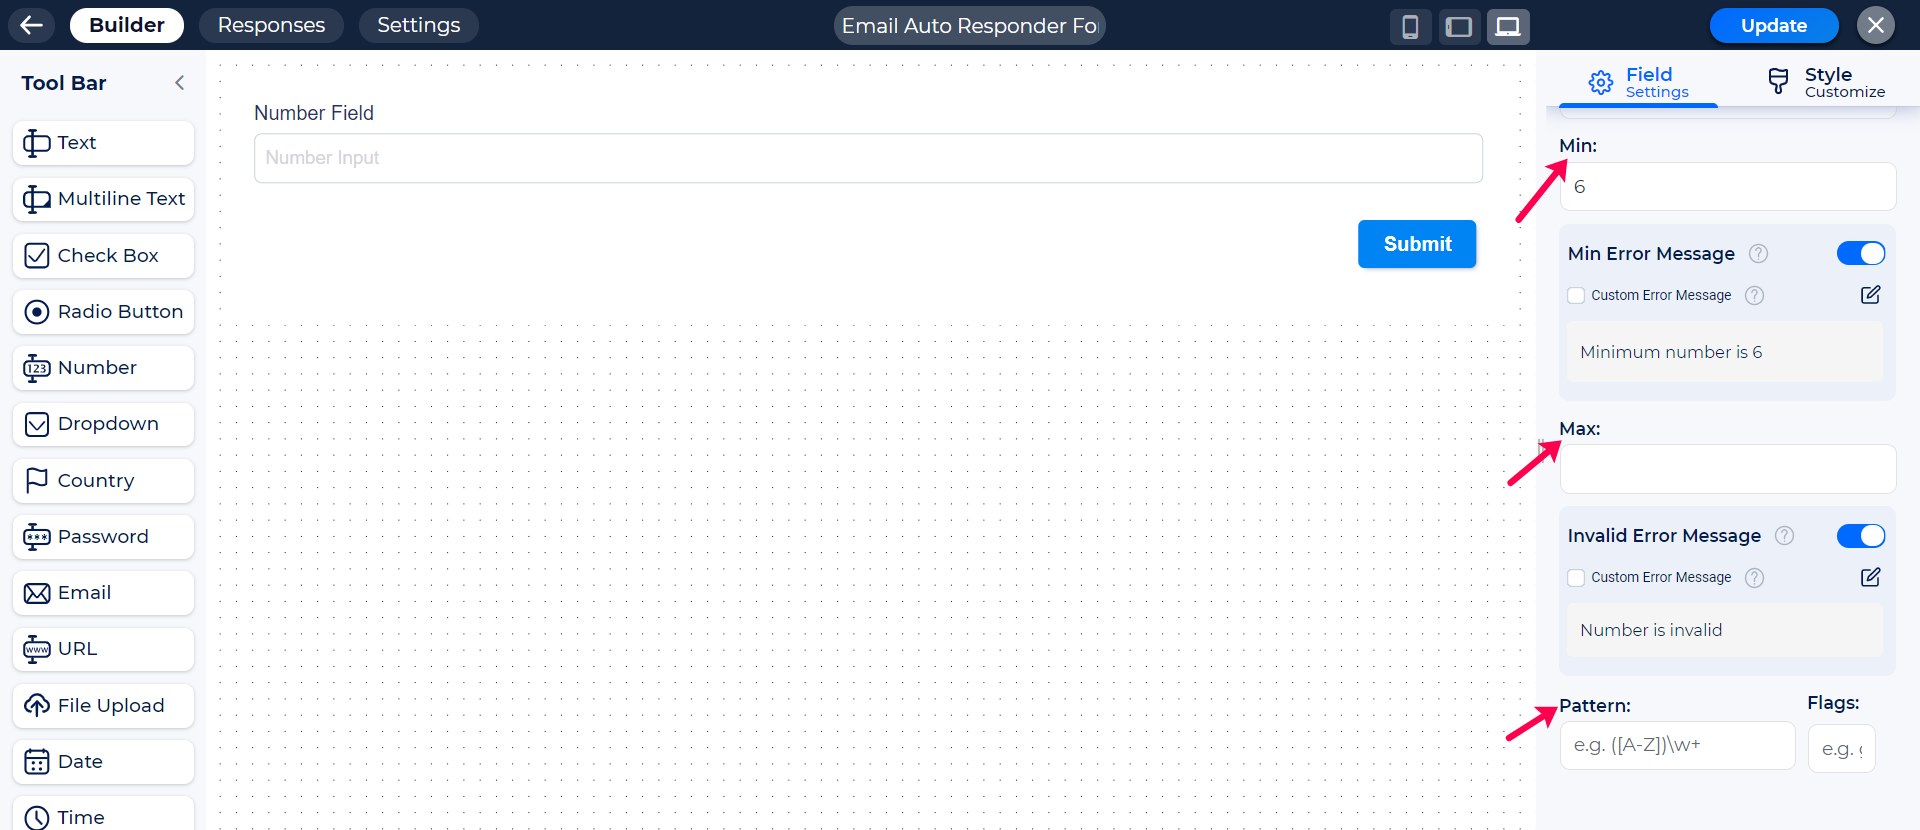 Builder
Responses
Settings
Email Auto Responder Fo
Update
Tool Bar
Text
Multiline Text
Check Box
Radio Button
123
Number
Dropdown
Country
***
Password
Email
www
URL
File Upload
Date
Time
Number Field
Number Input
Submit
Field
Settings
Style
Customize
Min:
6
Min Error Message ?
Custom Error Message ?
Minimum number is 6
Max:
Invalid Error Message ?
Custom Error Message ?
Number is invalid
Pattern:
Flags:
e.g. ([A-Z])\w+
e.g.